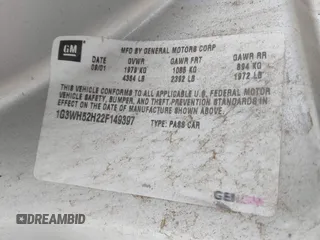 GM
MFD BY GENERAL MOTORS CORP
DATE GVWR GAWR FRT GAWR RR
09/01 1979 KG 1085 KG 894 KG
4364 LB 2392 LB 1972 LB
THIS VEHICLE CONFORMS TO ALL APPLICABLE U.S. FEDERAL MOTOR
VEHICLE SAFETY, BUMPER, AND THEFT PREVENTION STANDARDS
IN EFFECT ON THE DATE OF MANUFACTURE SHOWN ABOVE.
1G3WH52H22F149397 TYPE: PASS CAR
DREAMBID